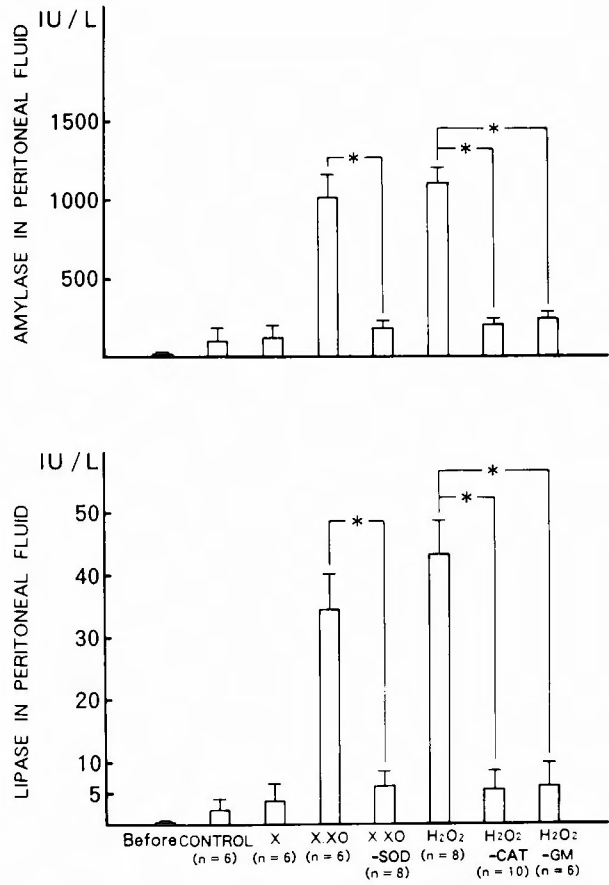 IU/L
AMYLASE IN PERITONEAL FLUID
1500
1000
500
*
*
*
IU/L
LIPASE IN PERITONEAL FLUID
50
40
30
20
10
5
*
*
*
Before CONTROL X X.XO X XO H2O2 H2O2 H2O2
(n = 6) (n = 6) (n = 6) -SOD (n = 8) -CAT -GM
(n = 8) (n = 10) (n = 6)